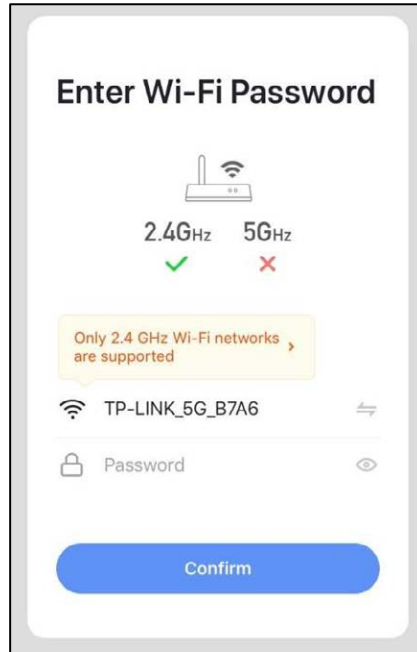 Enter Wi-Fi Password
2.4GHz 5GHz
Only 2.4 GHz Wi-Fi networks
are supported
TP-LINK_5G_B7A6
Password
Confirm